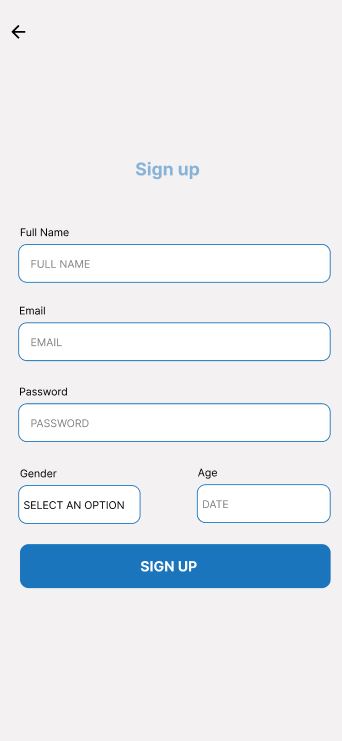 Sign up
Full Name
FULL NAME
Email
EMAIL
Password
PASSWORD
Gender Age
SELECT AN OPTION DATE
SIGN UP